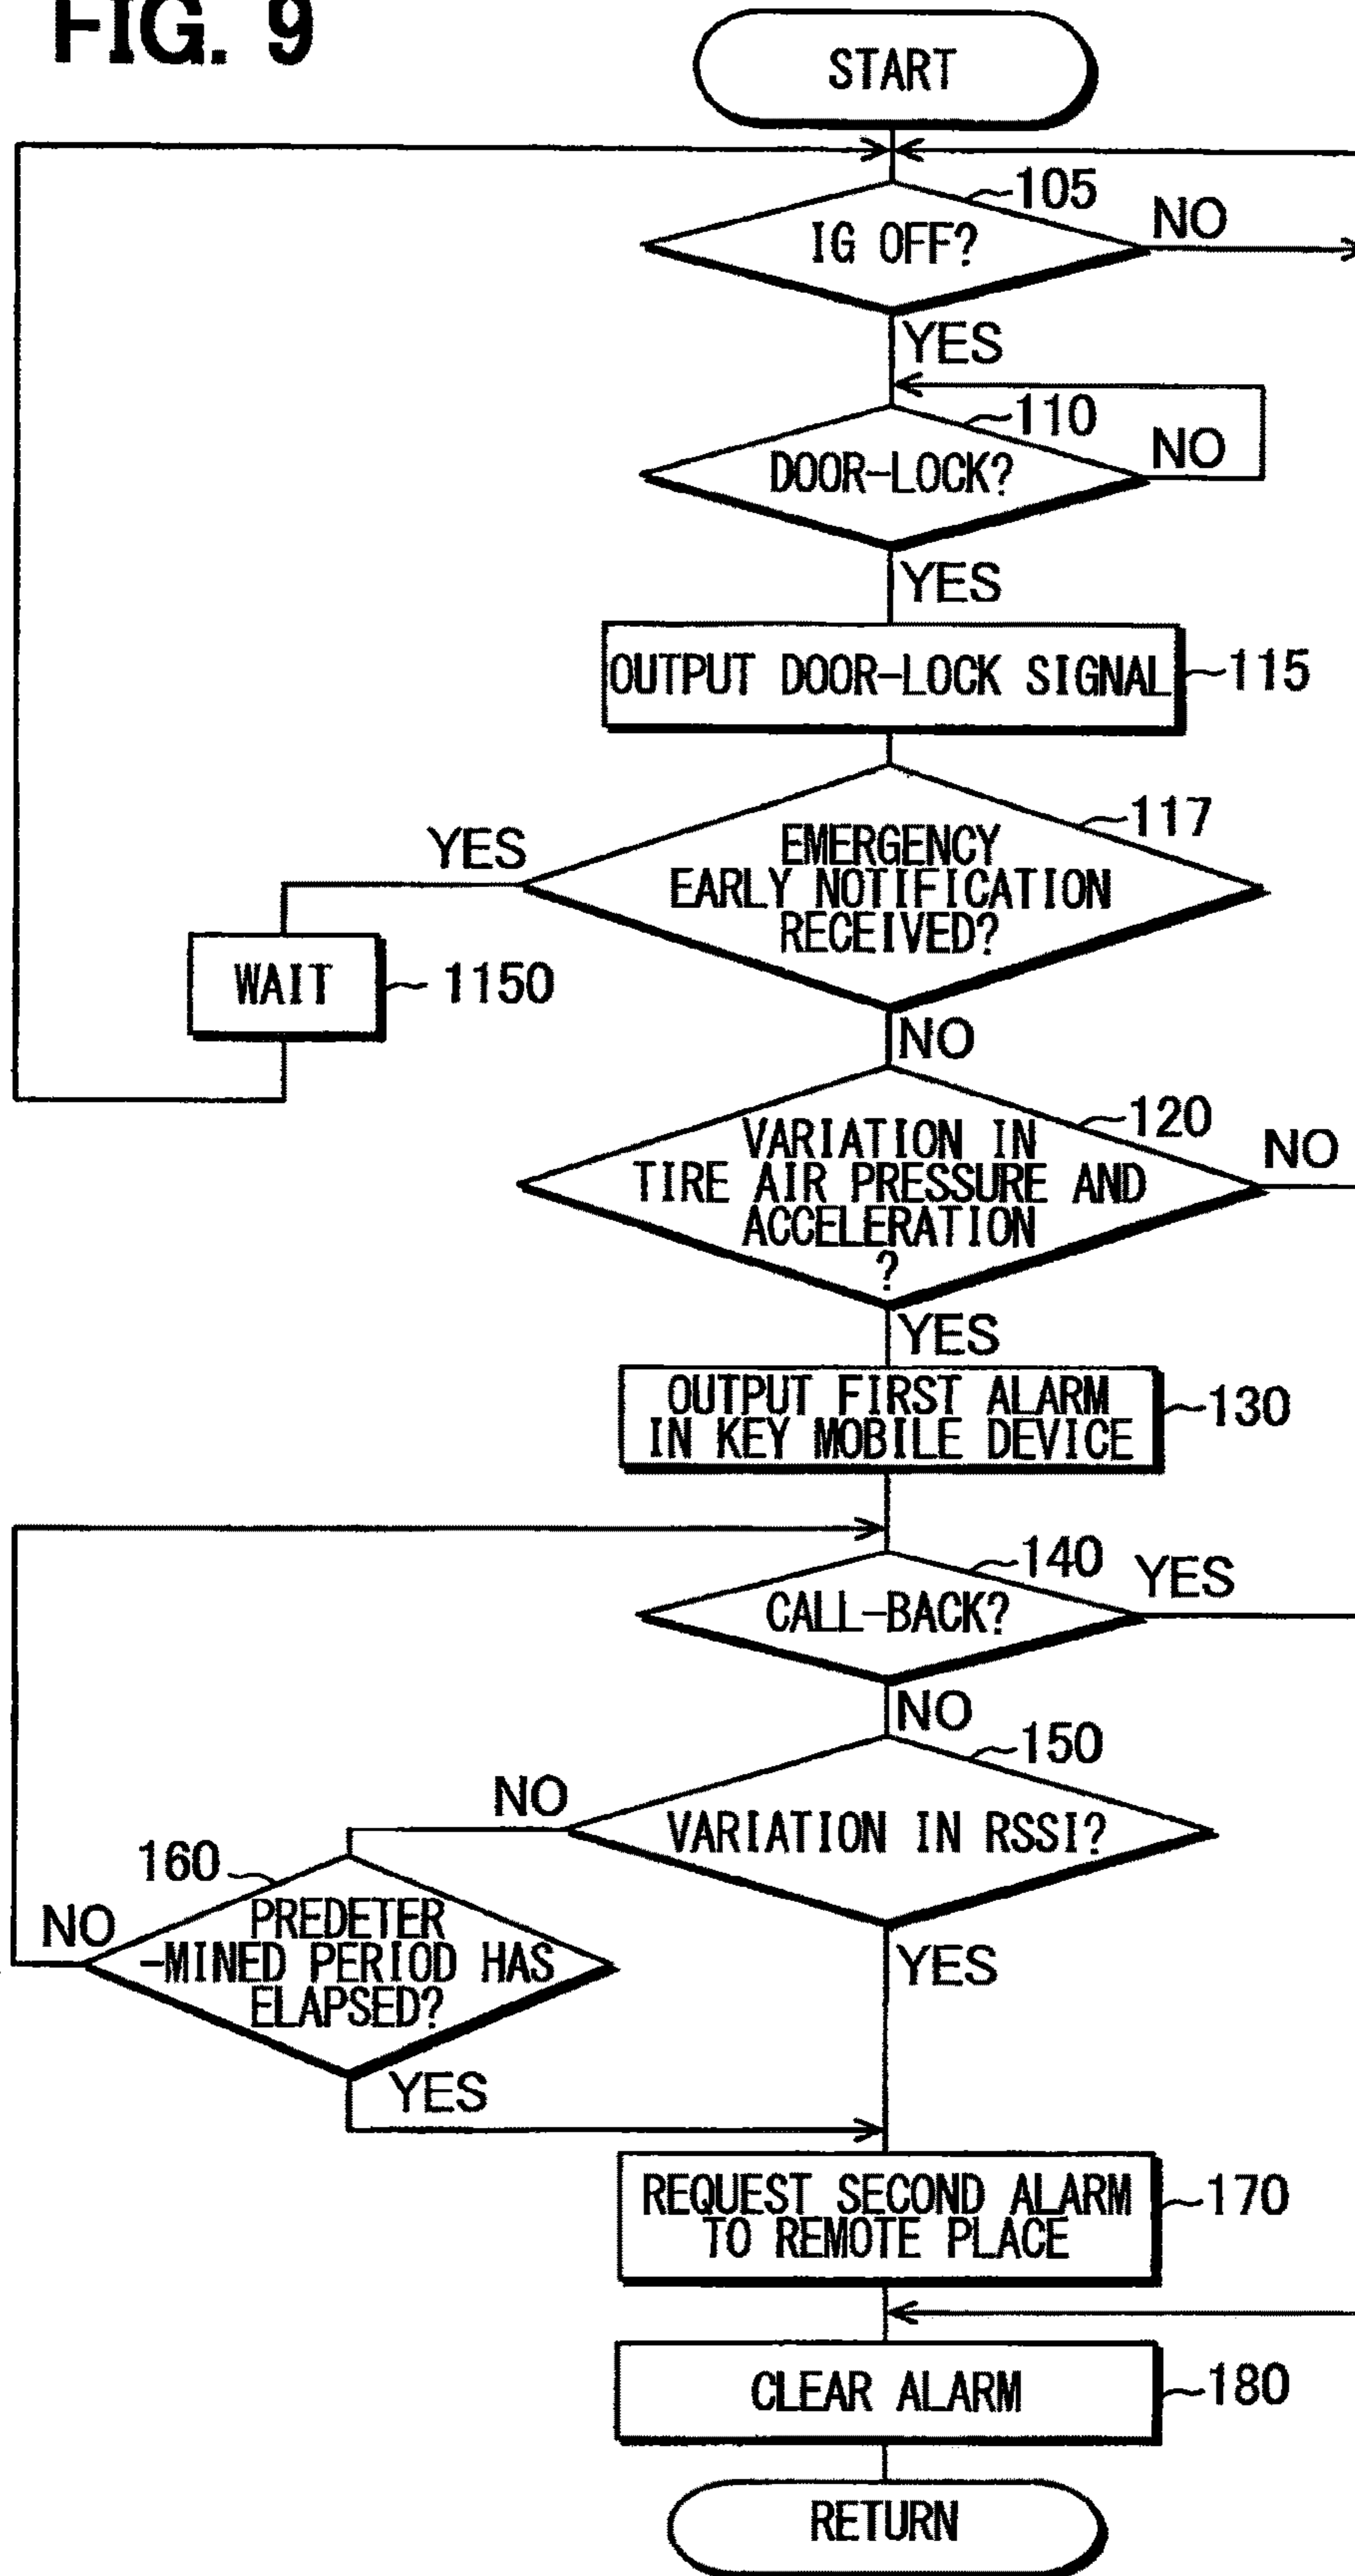 FIG. 9
START
105
IG OFF?
NO
YES
110
DOOR-LOCK?
NO
YES
OUTPUT DOOR-LOCK SIGNAL
115
117
EMERGENCY
EARLY NOTIFICATION
RECEIVED?
YES
WAIT
1150
NO
120
VARIATION IN
TIRE AIR PRESSURE AND
ACCELERATION
?
NO
YES
OUTPUT FIRST ALARM
IN KEY MOBILE DEVICE
130
140
CALL-BACK?
YES
NO
150
VARIATION IN RSSI?
NO
160
PREDETER
-MINED PERIOD HAS
ELAPSED?
NO
YES
YES
REQUEST SECOND ALARM
TO REMOTE PLACE
170
CLEAR ALARM
180
RETURN